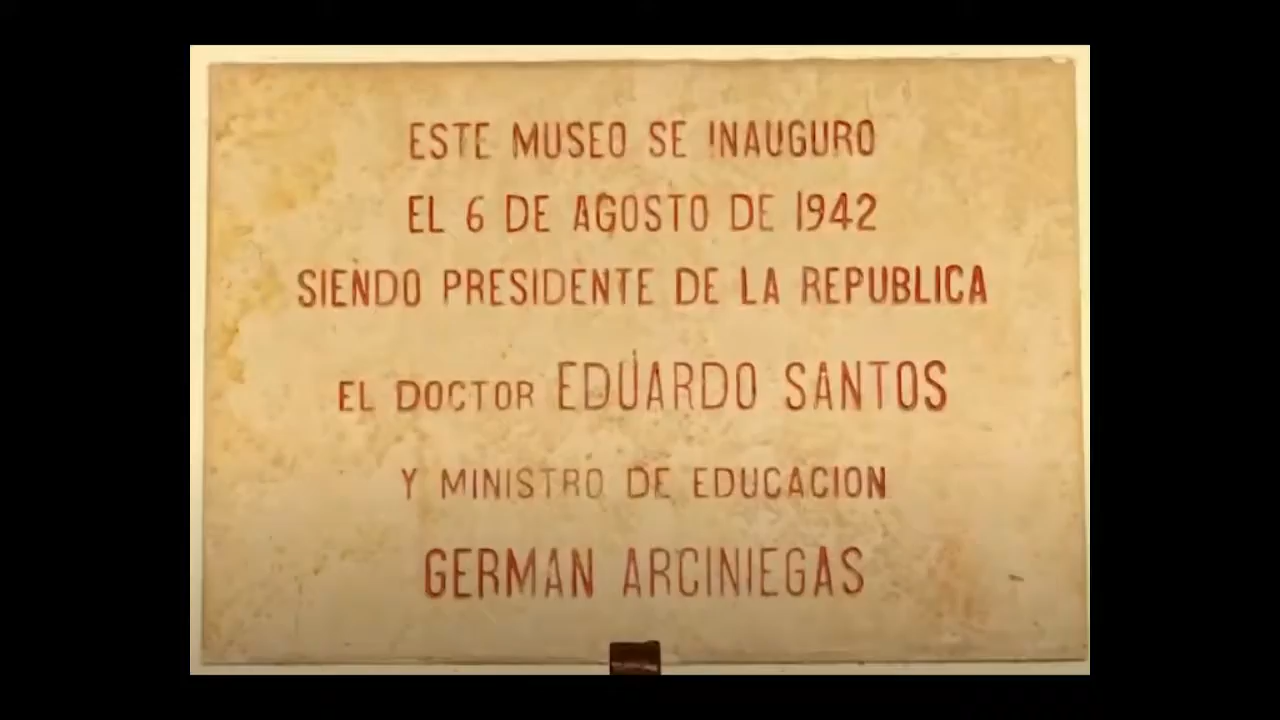 ESTE MUSEO SE INAUGURO
EL 6 DE AGOSTO DE 1942
SIENDO PRESIDENTE DE LA REPUBLICA
EL DOCTOR EDUARDO SANTOS
Y MINISTRO DE EDUCACION
GERMAN ARCINIEGAS